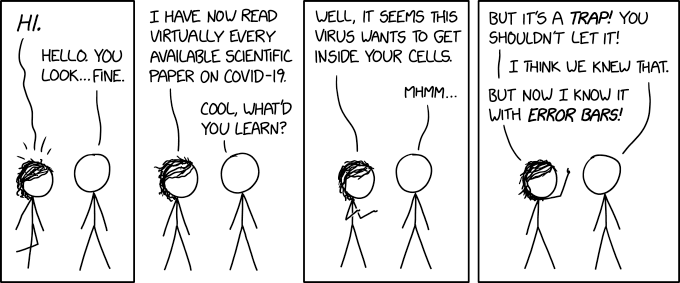 HI.
HELLO. YOU
LOOK...FINE.
I HAVE NOW READ
VIRTUALLY EVERY
AVAILABLE SCIENTIFIC
PAPER ON COVID-19.
COOL, WHAT'D
YOU LEARN?
WELL, IT SEEMS THIS
VIRUS WANTS TO GET
INSIDE YOUR CELLS.
MHMM...
BUT IT'S A TRAP! YOU
SHOULDN'T LET IT!
I THINK WE KNEW THAT.
BUT NOW I KNOW IT
WITH ERROR BARS!